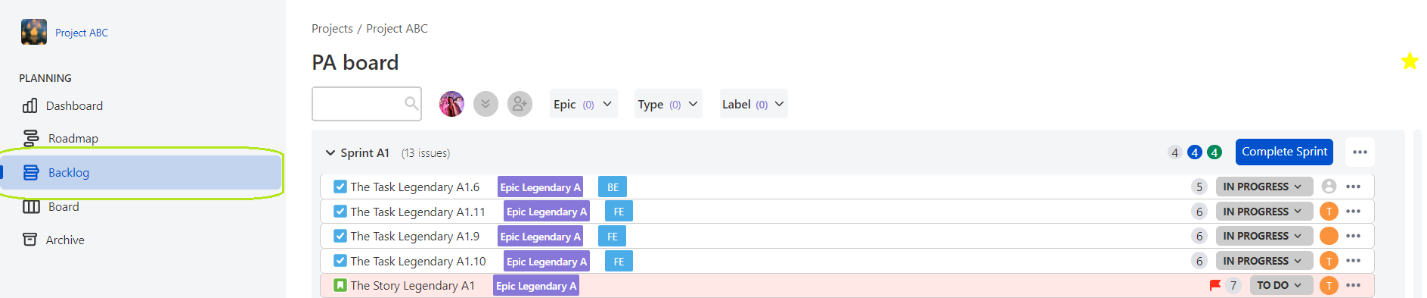 Project ABC
PLANNING
Dashboard
Roadmap
Backlog
Board
Archive
Projects / Project ABC
PA board
Epic (0) Type (0) Label (0)
Sprint A1 (13 issues) 4 4 4 Complete Sprint
The Task Legendary A1.6 Epic Legendary A BE 5 IN PROGRESS
The Task Legendary A1.11 Epic Legendary A FE 6 IN PROGRESS T
The Task Legendary A1.9 Epic Legendary A FE 6 IN PROGRESS
The Task Legendary A1.10 Epic Legendary A FE 6 IN PROGRESS T
The Story Legendary A1 Epic Legendary A 7 TO DO T